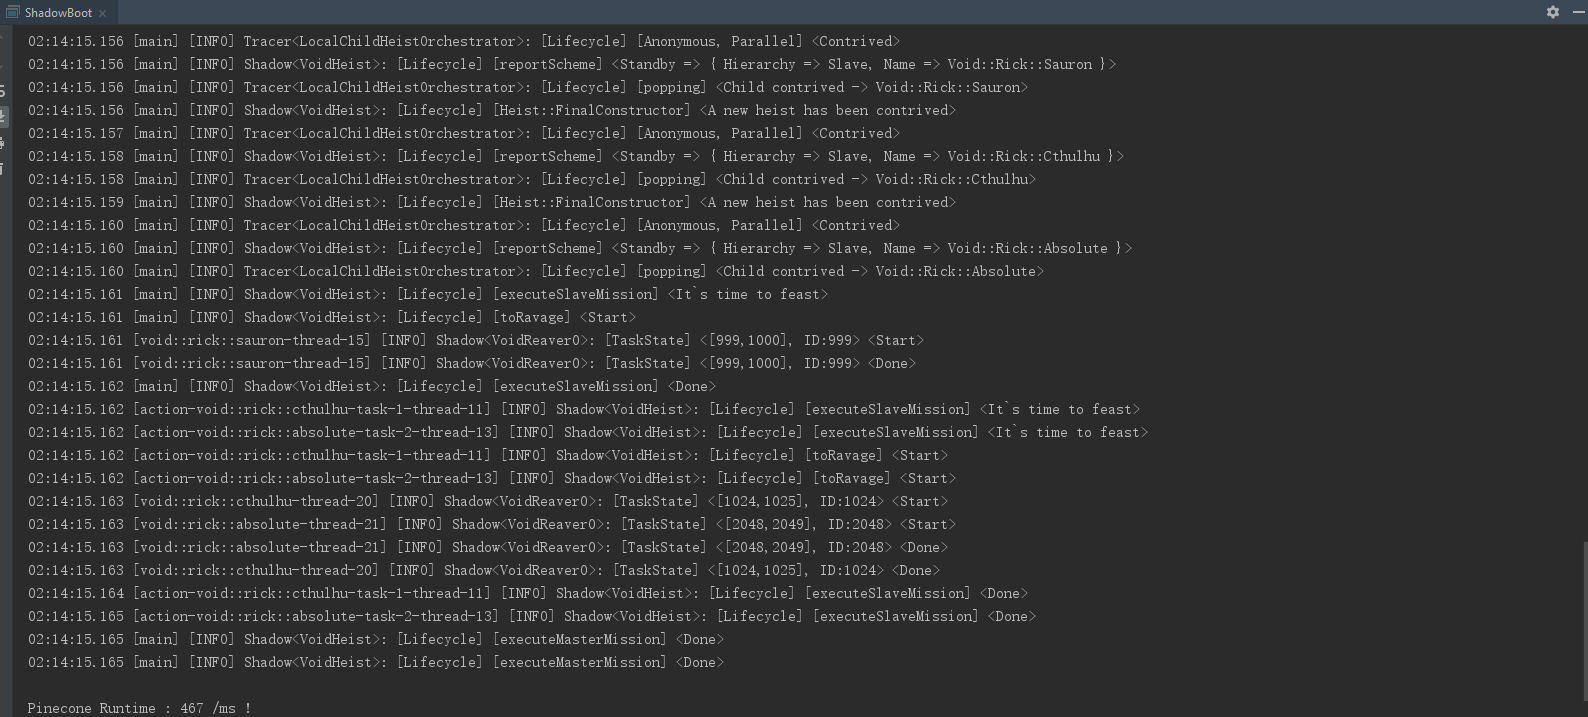 ShadowBoot
02:14:15.156 [main] [INFO] Tracer<LocalChildHeistOrchestrator>: [Lifecycle] [Anonymous, Parallel] <Contrived>
02:14:15.156 [main] [INFO] Shadow<VoidHeist>: [Lifecycle] [reportScheme] <Standby => { Hierarchy => Slave, Name => Void::Rick::Sauron }>
02:14:15.156 [main] [INFO] Tracer<LocalChildHeistOrchestrator>: [Lifecycle] [popping] <Child contrived -> Void::Rick::Sauron>
02:14:15.156 [main] [INFO] Shadow<VoidHeist>: [Lifecycle] [Heist::FinalConstructor] <A new heist has been contrived>
02:14:15.157 [main] [INFO] Tracer<LocalChildHeistOrchestrator>: [Lifecycle] [Anonymous, Parallel] <Contrived>
02:14:15.158 [main] [INFO] Shadow<VoidHeist>: [Lifecycle] [reportScheme] <Standby => { Hierarchy => Slave, Name => Void::Rick::Cthulhu }>
02:14:15.158 [main] [INFO] Tracer<LocalChildHeistOrchestrator>: [Lifecycle] [popping] <Child contrived -> Void::Rick::Cthulhu>
02:14:15.159 [main] [INFO] Shadow<VoidHeist>: [Lifecycle] [Heist::FinalConstructor] <A new heist has been contrived>
02:14:15.160 [main] [INFO] Tracer<LocalChildHeistOrchestrator>: [Lifecycle] [Anonymous, Parallel] <Contrived>
02:14:15.160 [main] [INFO] Shadow<VoidHeist>: [Lifecycle] [reportScheme] <Standby => { Hierarchy => Slave, Name => Void::Rick::Absolute }>
02:14:15.160 [main] [INFO] Tracer<LocalChildHeistOrchestrator>: [Lifecycle] [popping] <Child contrived -> Void::Rick::Absolute>
02:14:15.161 [main] [INFO] Shadow<VoidHeist>: [Lifecycle] [executeSlaveMission] <It`s time to feast>
02:14:15.161 [main] [INFO] Shadow<VoidHeist>: [Lifecycle] [toRavage] <Start>
02:14:15.161 [void::rick::sauron-thread-15] [INFO] Shadow<VoidReaver0>: [TaskState] <[999,1000], ID:999> <Start>
02:14:15.161 [void::rick::sauron-thread-15] [INFO] Shadow<VoidReaver0>: [TaskState] <[999,1000], ID:999> <Done>
02:14:15.162 [main] [INFO] Shadow<VoidHeist>: [Lifecycle] [executeSlaveMission] <Done>
02:14:15.162 [action-void::rick::cthulhu-task-1-thread-11] [INFO] Shadow<VoidHeist>: [Lifecycle] [executeSlaveMission] <It`s time to feast>
02:14:15.162 [action-void::rick::absolute-task-2-thread-13] [INFO] Shadow<VoidHeist>: [Lifecycle] [executeSlaveMission] <It`s time to feast>
02:14:15.162 [action-void::rick::cthulhu-task-1-thread-11] [INFO] Shadow<VoidHeist>: [Lifecycle] [toRavage] <Start>
02:14:15.162 [action-void::rick::absolute-task-2-thread-13] [INFO] Shadow<VoidHeist>: [Lifecycle] [toRavage] <Start>
02:14:15.163 [void::rick::cthulhu-thread-20] [INFO] Shadow<VoidReaver0>: [TaskState] <[1024,1025], ID:1024> <Start>
02:14:15.163 [void::rick::absolute-thread-21] [INFO] Shadow<VoidReaver0>: [TaskState] <[2048,2049], ID:2048> <Start>
02:14:15.163 [void::rick::absolute-thread-21] [INFO] Shadow<VoidReaver0>: [TaskState] <[2048,2049], ID:2048> <Done>
02:14:15.163 [void::rick::cthulhu-thread-20] [INFO] Shadow<VoidReaver0>: [TaskState] <[1024,1025], ID:1024> <Done>
02:14:15.164 [action-void::rick::cthulhu-task-1-thread-11] [INFO] Shadow<VoidHeist>: [Lifecycle] [executeSlaveMission] <Done>
02:14:15.165 [action-void::rick::absolute-task-2-thread-13] [INFO] Shadow<VoidHeist>: [Lifecycle] [executeSlaveMission] <Done>
02:14:15.165 [main] [INFO] Shadow<VoidHeist>: [Lifecycle] [executeMasterMission] <Done>
02:14:15.165 [main] [INFO] Shadow<VoidHeist>: [Lifecycle] [executeMasterMission] <Done>
Pinecone Runtime : 467 /ms !